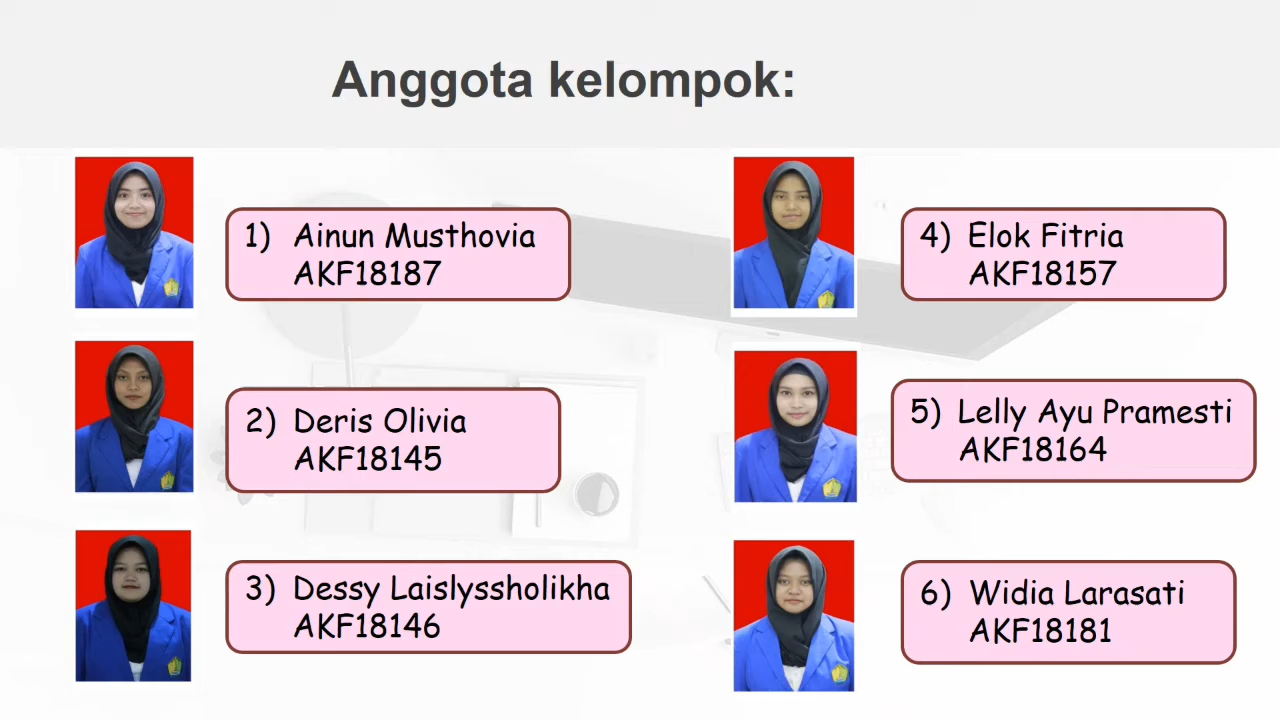 Anggota kelompok:
1) Ainun Musthovia
AKF18187
2) Deris Olivia
AKF18145
3) Dessy Laislyssholikha
AKF18146
4) Elok Fitria
AKF18157
5) Lelly Ayu Pramesti
AKF18164
6) Widia Larasati
AKF18181